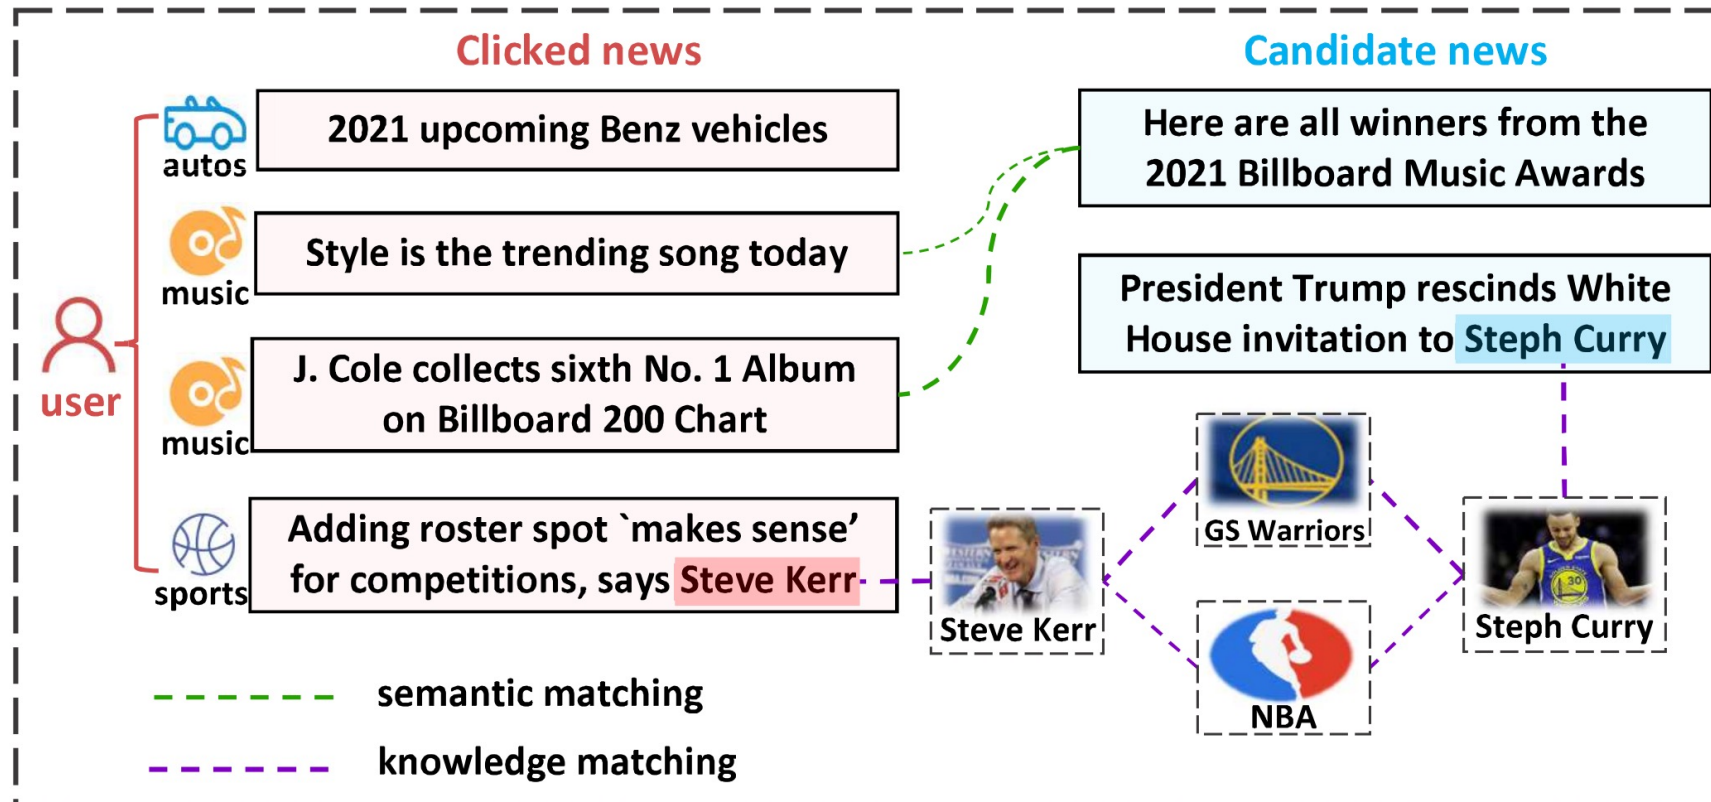 Clicked news
Candidate news
autos
2021 upcoming Benz vehicles
music
Style is the trending song today
music
J. Cole collects sixth No. 1 Album
on Billboard 200 Chart
sports
Adding roster spot `makes sense’
for competitions, says Steve Kerr
user
Here are all winners from the
2021 Billboard Music Awards
President Trump rescinds White
House invitation to Steph Curry
Steve Kerr
GS Warriors
NBA
30
Steph Curry
semantic matching
knowledge matching